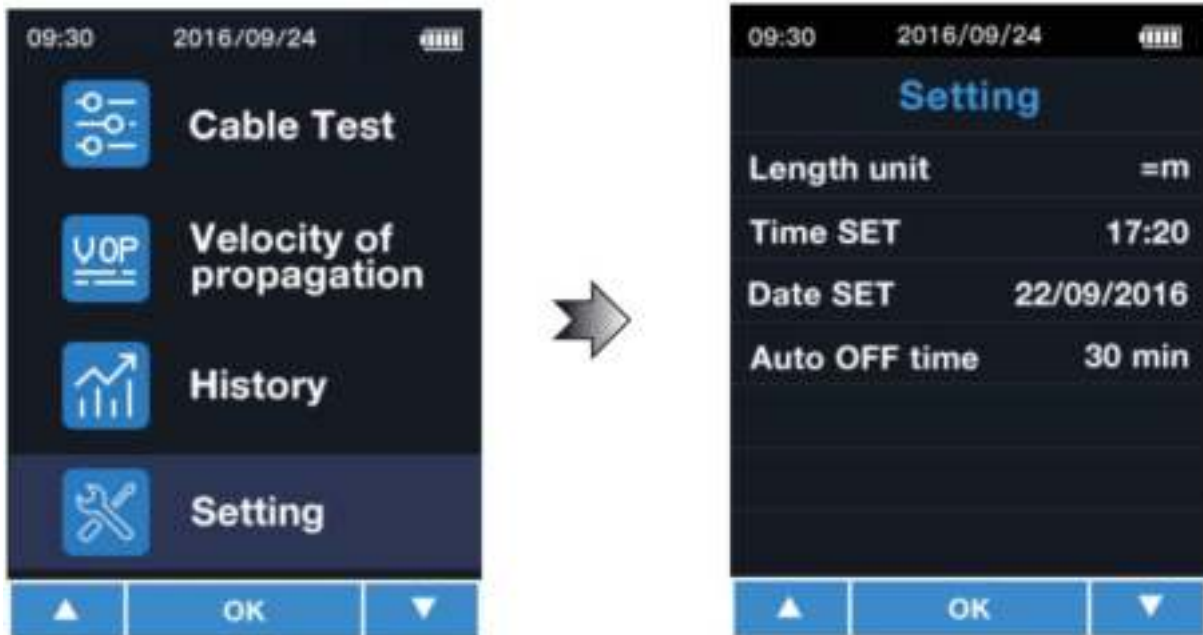 09:30 2016/09/24
Cable Test
VOP
Velocity of
propagation
History
Setting
▲ OK ▼
09:30 2016/09/24
Setting
Length unit =m
Time SET 17:20
Date SET 22/09/2016
Auto OFF time 30 min
▲ OK ▼